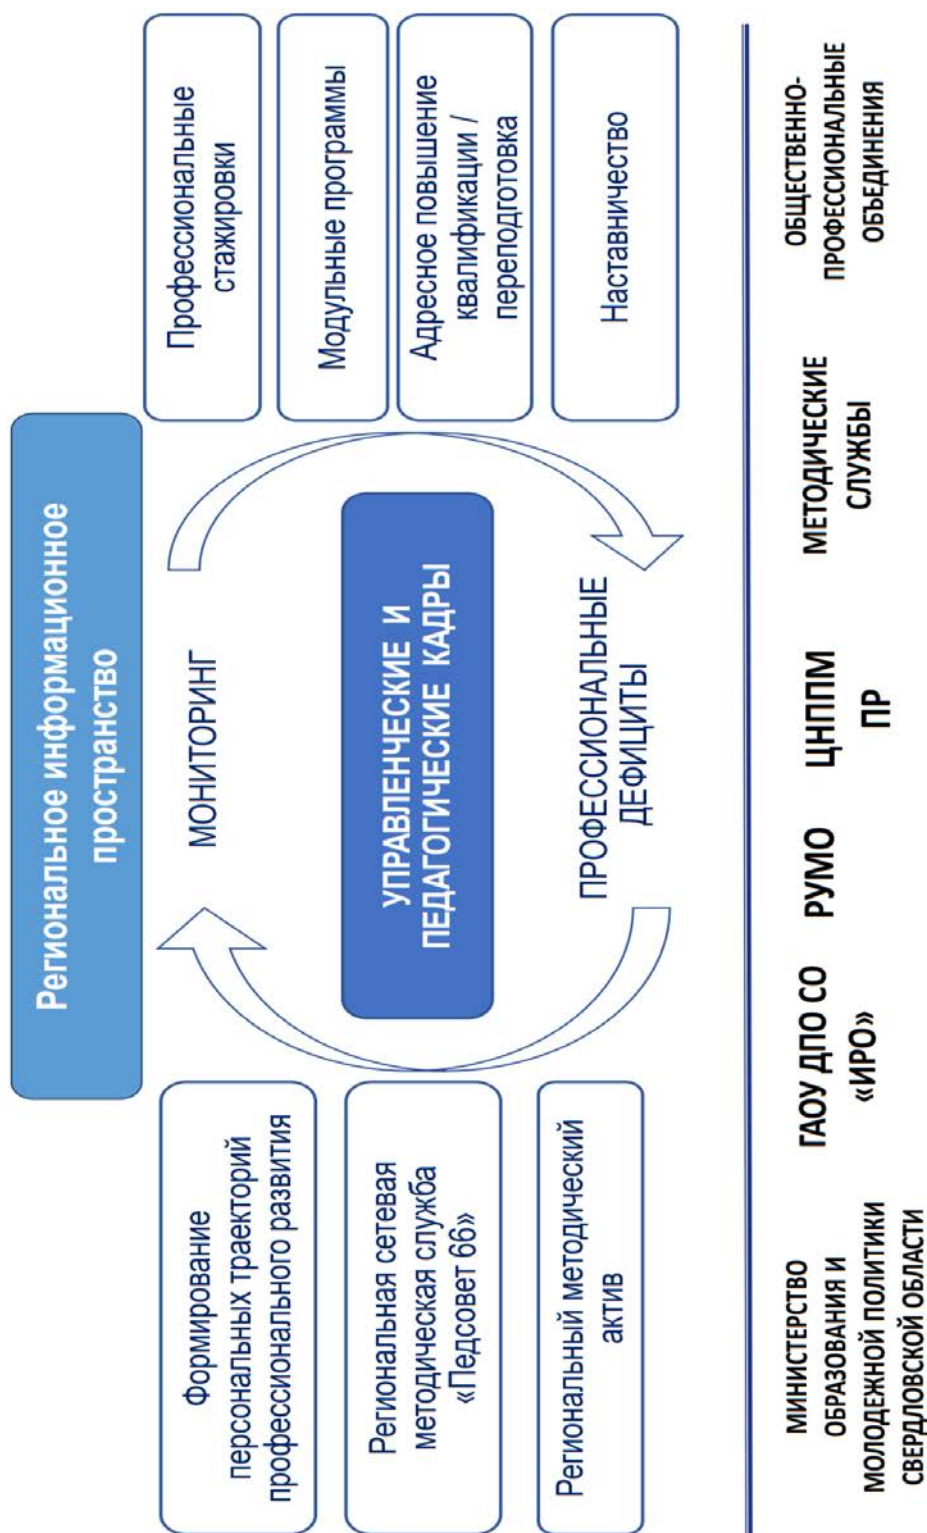 Региональное информационное
пространство
Формирование
персональных траекторий
профессионального развития
Региональная сетевая
методическая служба
«Педсовет 66»
Региональный методический
актив
МОНИТОРИНГ
УПРАВЛЕНЧЕСКИЕ И
ПЕДАГОГИЧЕСКИЕ КАДРЫ
ПРОФЕССИОНАЛЬНЫЕ
ДЕФИЦИТЫ
Профессиональные
стажировки
Модульные программы
Адресное повышение
квалификации /
переподготовка
Наставничество
МИНИСТЕРСТВО
ОБРАЗОВАНИЯ И
МОЛОДЕЖНОЙ ПОЛИТИКИ
СВЕРДЛОВСКОЙ ОБЛАСТИ
ГАОУ ДПО СО
«ИРО»
РУМО
ЦНППМ
ПР
МЕТОДИЧЕСКИЕ
СЛУЖБЫ
ОБЩЕСТВЕННО-
ПРОФЕССИОНАЛЬНЫЕ
ОБЪЕДИНЕНИЯ